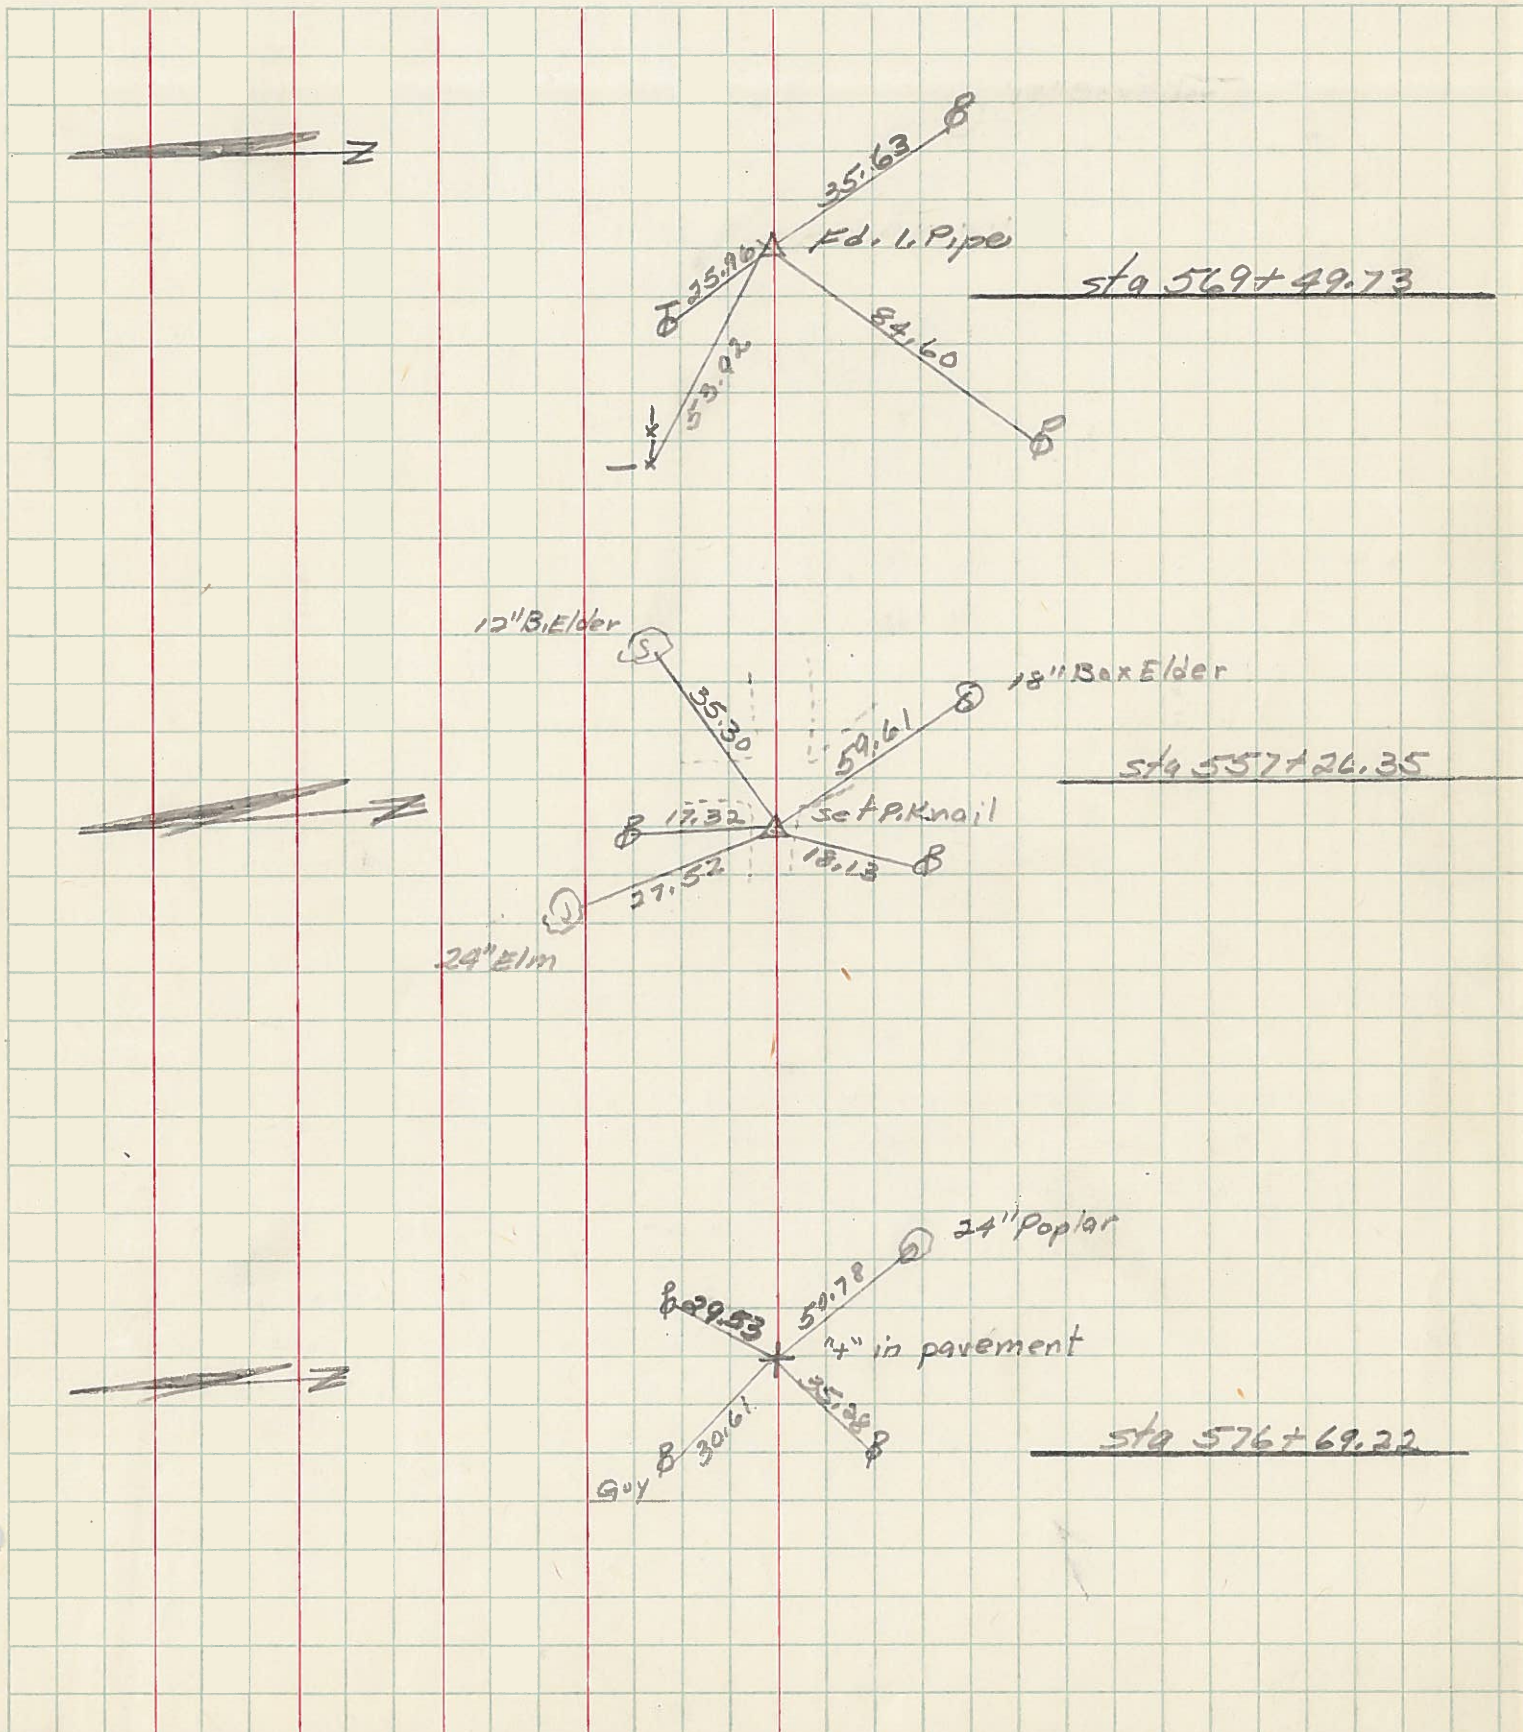 N
35.63
Fd. I. Pipe
25.96
sta 569+49.73
84.60
53.92
12" B.Elder
18" Box Elder
35.30
59.61
sta 557+26.35
N
17.32
set P.K nail
18.13
27.52
24" Elm
24" Poplar
50.78
29.53
"+" in pavement
N
35.28
30.61
sta 576+69.22
Guy